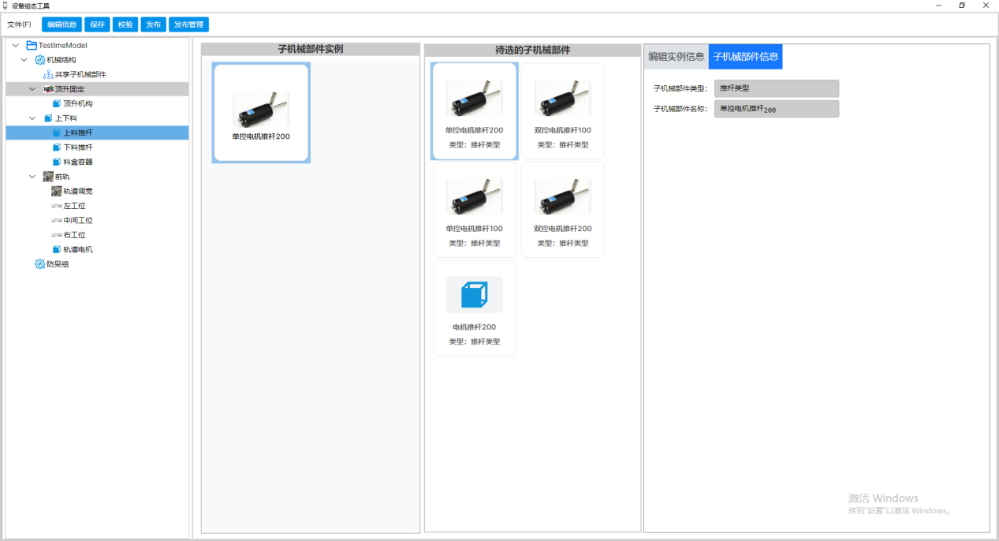 设备组态工具
文件(F) 编辑信息 保存 校验 发布 发布管理
TestImeModel
机械结构
共享子机械部件
顶升固定
顶升机构
上下料
上料推杆
下料推杆
料盒容器
前轨
轨道调宽
左工位
中间工位
右工位
轨道电机
防呆组
子机械部件实例
单控电机推杆200
待选的子机械部件
单控电机推杆200
类型：推杆类型
双控电机推杆100
类型：推杆类型
单控电机推杆100
类型：推杆类型
双控电机推杆200
类型：推杆类型
电机推杆200
类型：推杆类型
编辑实例信息 子机械部件信息
子机械部件类型： 推杆类型
子机械部件名称： 单控电机推杆200
激活 Windows
转到"设置"以激活 Windows。